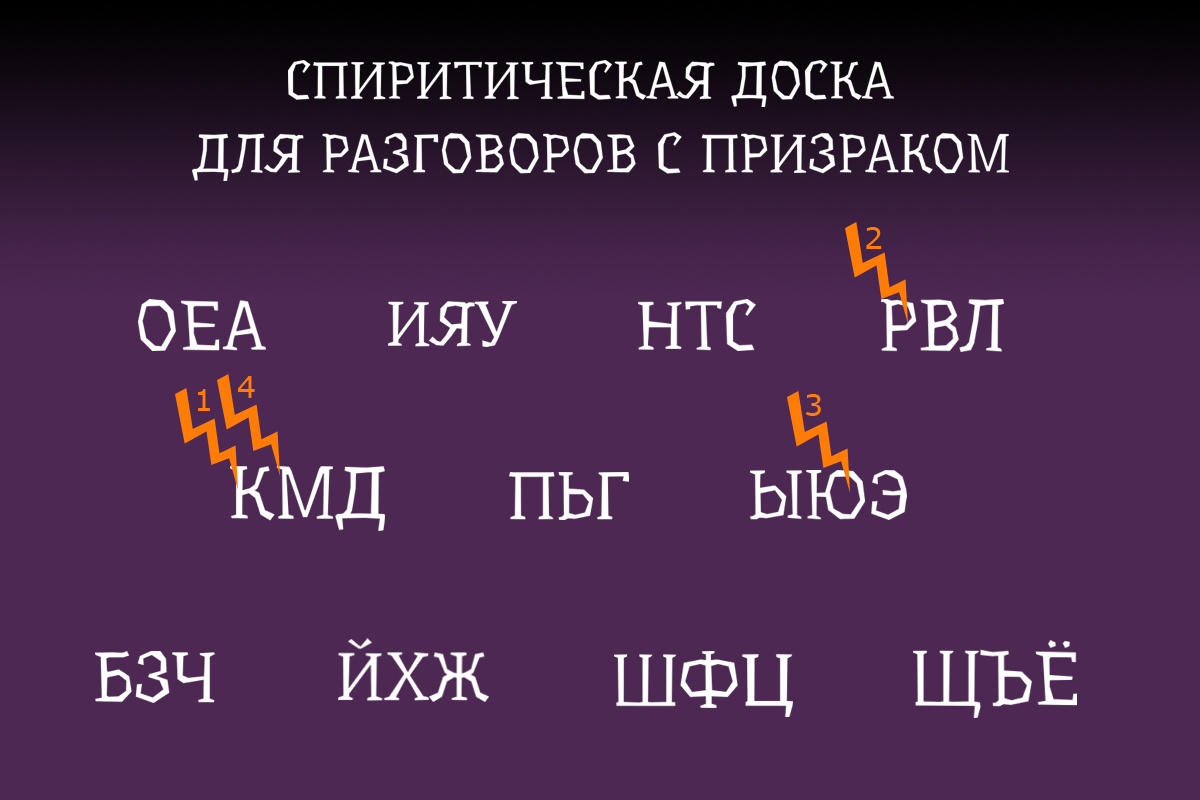 СПИРИТИЧЕСКАЯ ДОСКА
ДЛЯ РАЗГОВОРОВ С ПРИЗРАКОМ
2
ОЕА ИЯУ НТС РВЛ
1 4 3
КМД ПЬГ ЫЮЭ
БЗЧ ЙХЖ ШФЦ ЩЪЁ